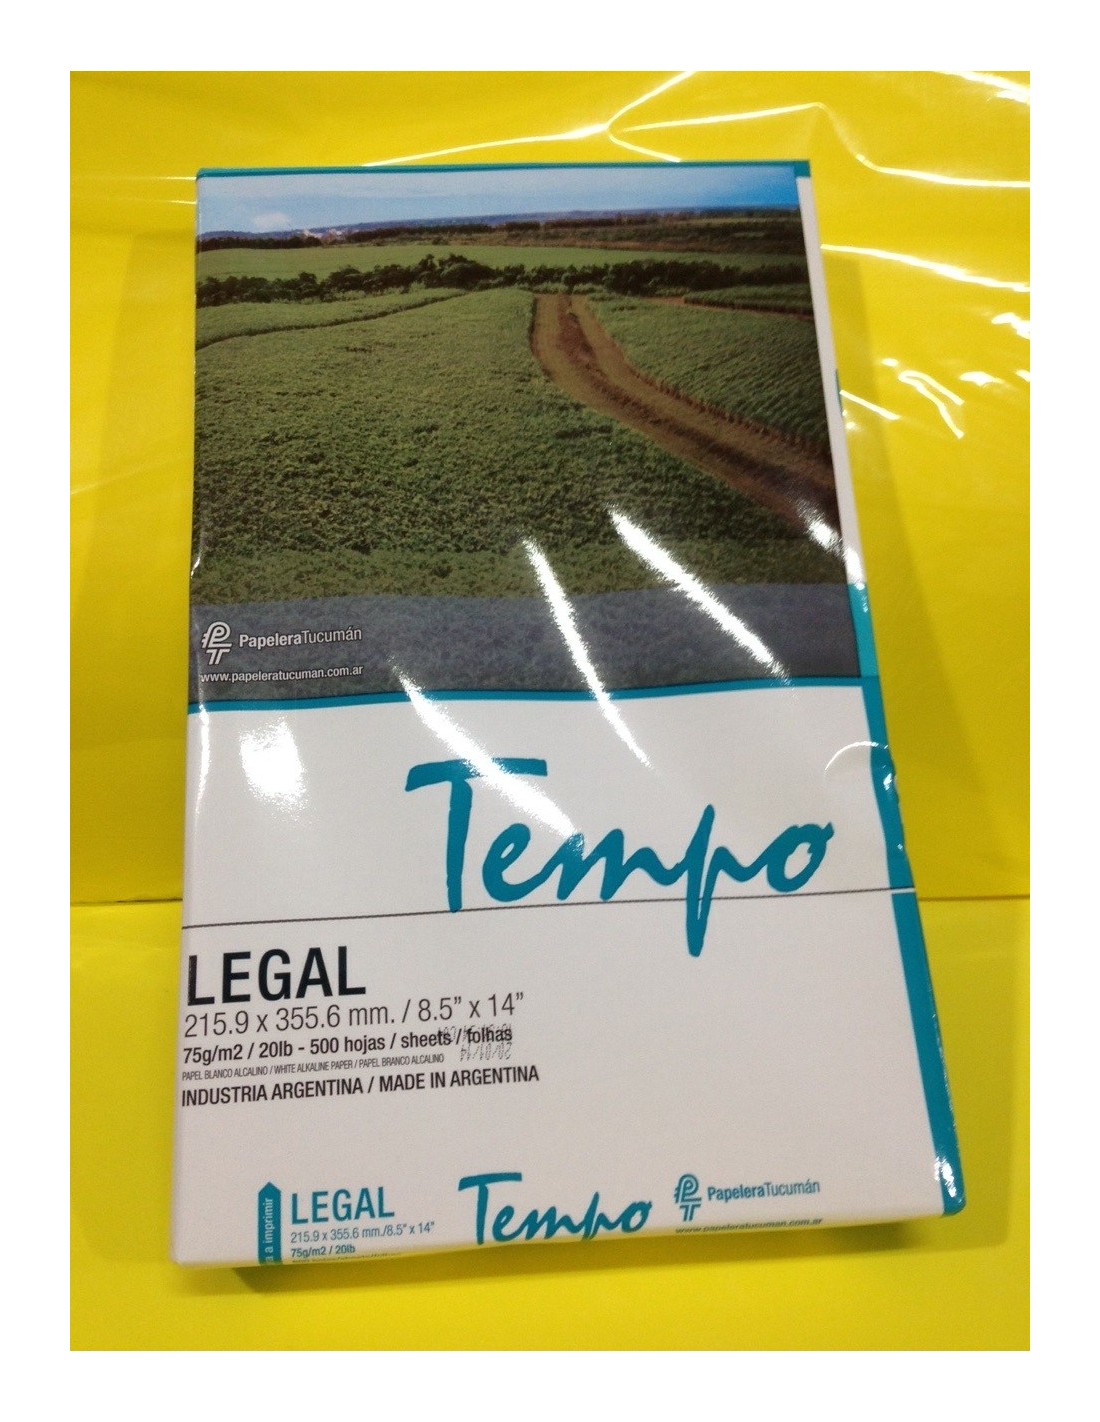 PapeleraTucumán
www.papeleratucuman.com.ar
Tempo
LEGAL
215.9 x 355.6 mm. / 8.5” x 14”
75g/m2 / 20lb - 500 hojas / sheets / folhas
PAPEL BLANCO ALCALINO / WHITE ALKALINE PAPER / PAPEL BRANCO ALCALINO
INDUSTRIA ARGENTINA / MADE IN ARGENTINA
a imprimir
LEGAL
215.9 x 355.6 mm./8.5” x 14”
75g/m2 / 20lb
Tempo
PapeleraTucumán
www.papeleratucuman.com.ar